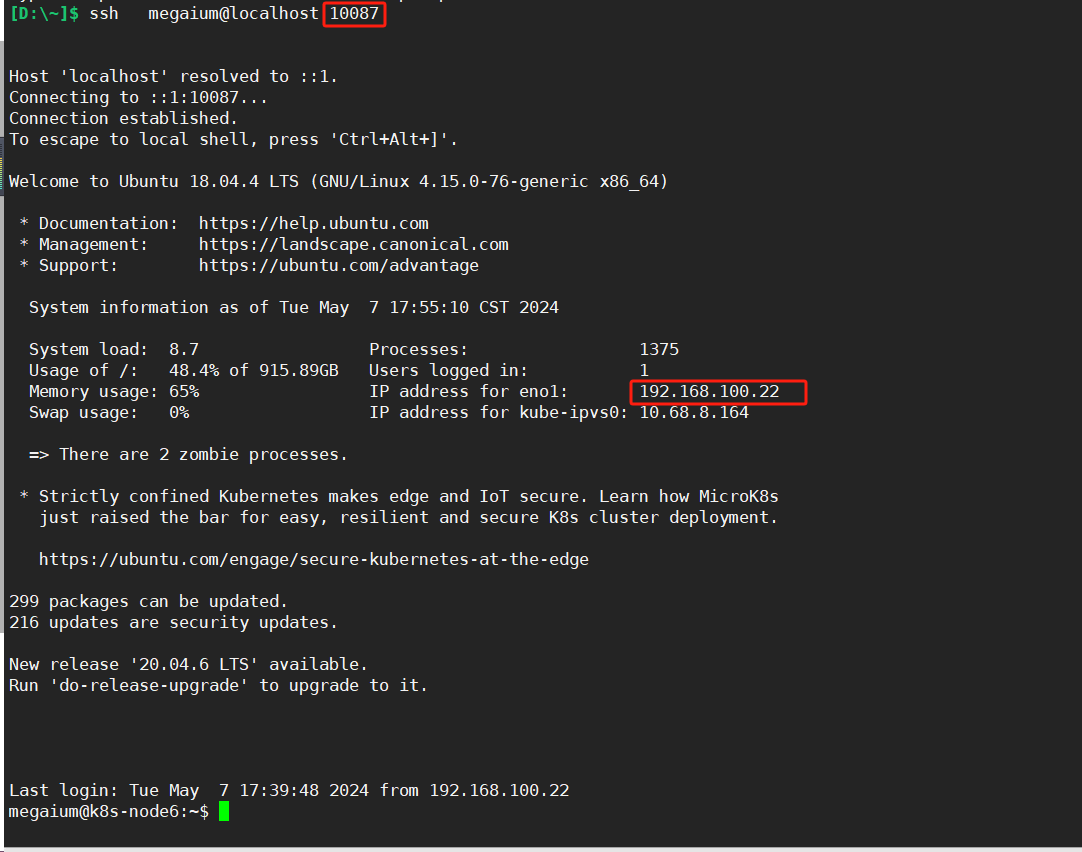 [D:\~]$ ssh   megaium@localhost 10087
Host 'localhost' resolved to ::1.
Connecting to ::1:10087...
Connection established.
To escape to local shell, press 'Ctrl+Alt+]'.
Welcome to Ubuntu 18.04.4 LTS (GNU/Linux 4.15.0-76-generic x86_64)
 * Documentation:  https://help.ubuntu.com
 * Management:     https://landscape.canonical.com
 * Support:        https://ubuntu.com/advantage
  System information as of Tue May  7 17:55:10 CST 2024
  System load:  8.7                 Processes:                 1375
  Usage of /:   48.4% of 915.89GB   Users logged in:           1
  Memory usage: 65%                 IP address for eno1:       192.168.100.22
  Swap usage:   0%                  IP address for kube-ipvs0: 10.68.8.164
  => There are 2 zombie processes.
 * Strictly confined Kubernetes makes edge and IoT secure. Learn how MicroK8s
   just raised the bar for easy, resilient and secure K8s cluster deployment.
   https://ubuntu.com/engage/secure-kubernetes-at-the-edge
299 packages can be updated.
216 updates are security updates.
New release '20.04.6 LTS' available.
Run 'do-release-upgrade' to upgrade to it.
Last login: Tue May  7 17:39:48 2024 from 192.168.100.22
megaium@k8s-node6:~$